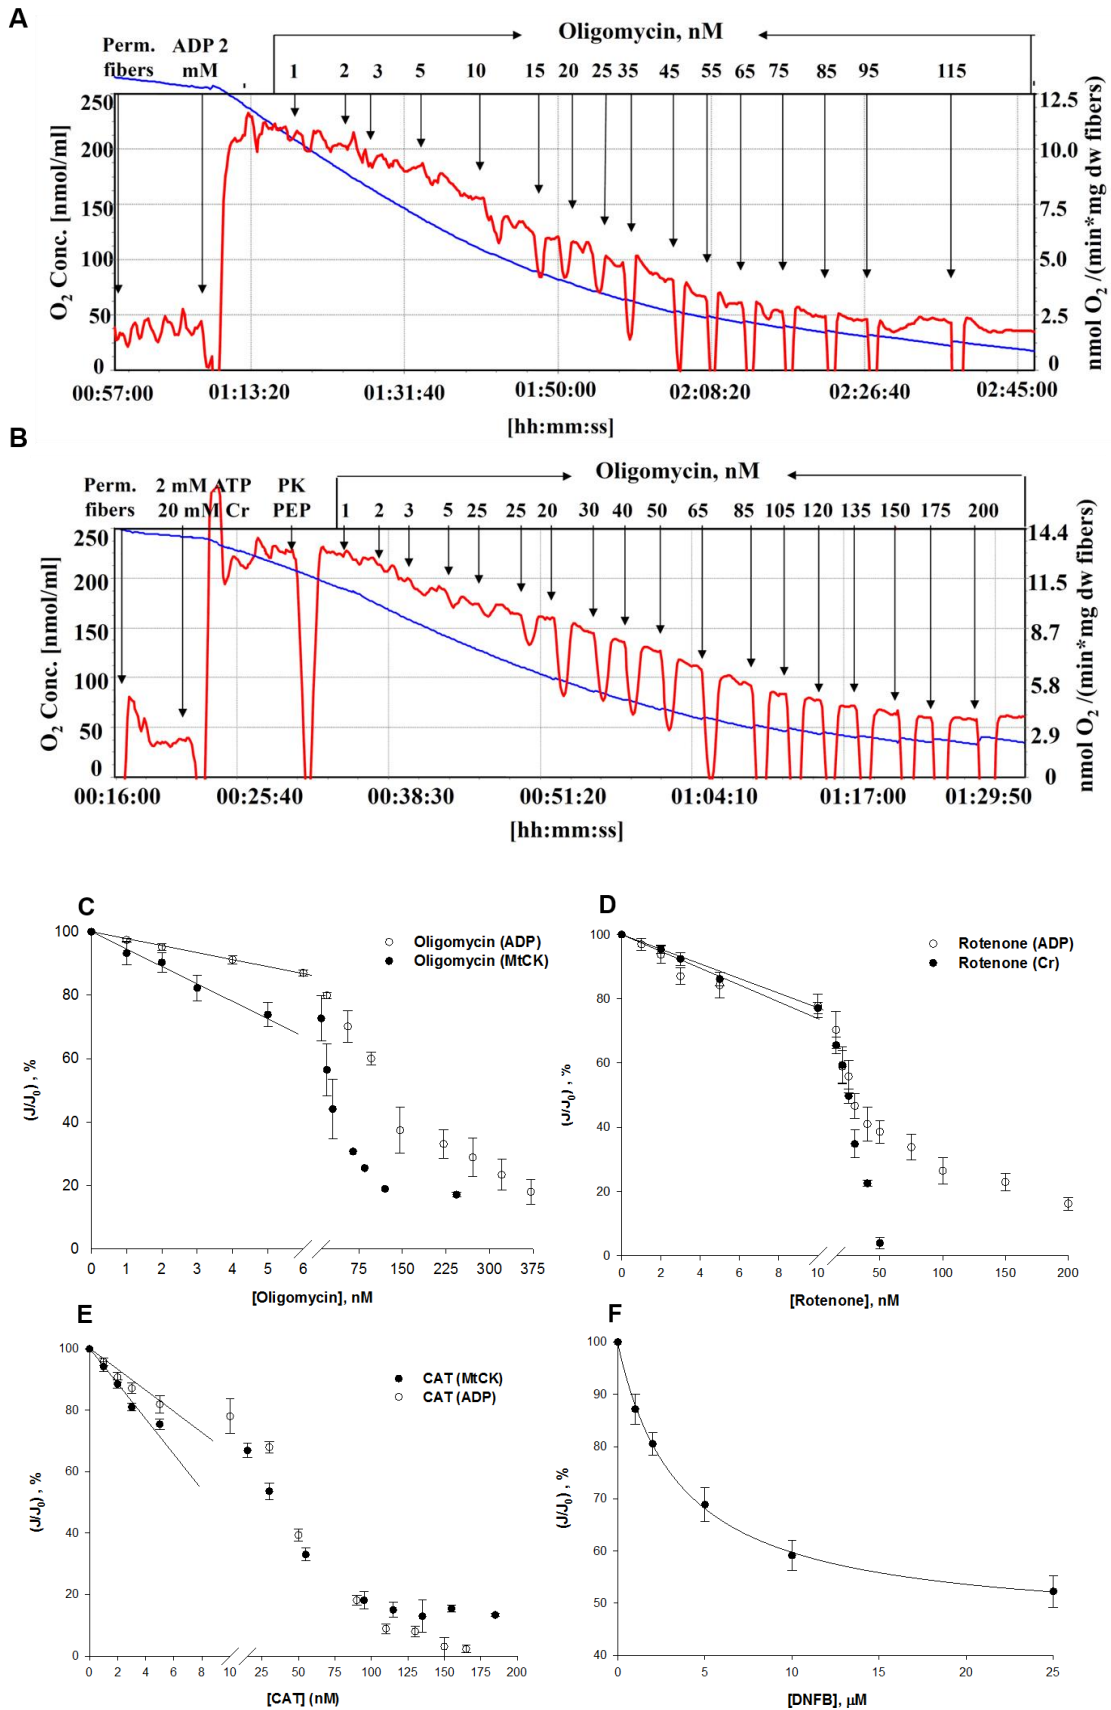 A
Oligomycin, nM
Perm. ADP 2
fibers mM
1 2 3 5 10 15 20 25 35 45 55 65 75 85 95 115
250 12.5
200 10.0
150 7.5
100 5.0
50 2.5
0 0
O2 Conc. [nmol/ml]
nmol O2 /(min*mg dw fibers)
00:57:00 01:13:20 01:31:40 01:50:00 02:08:20 02:26:40 02:45:00
[hh:mm:ss]
B
Oligomycin, nM
Perm. 2 mM ATP PK
fibers 20 mM Cr PEP
1 2 3 5 25 25 20 30 40 50 65 85 105 120 135 150 175 200
250 14.4
200 11.5
150 8.7
100 5.8
50 2.9
0 0
O2 Conc. [nmol/ml]
nmol O2 /(min*mg dw fibers)
00:16:00 00:25:40 00:38:30 00:51:20 01:04:10 01:17:00 01:29:50
[hh:mm:ss]
C
Oligomycin (ADP)
Oligomycin (MtCK)
100
80
60
40
20
0
(J/J0) , %
0 1 2 3 4 5 6 75 150 225 300 375
[Oligomycin], nM
D
Rotenone (ADP)
Rotenone (Cr)
100
80
60
40
20
0
(J/J0) , %
0 2 4 6 8 10 50 100 150 200
[Rotenone], nM
E
CAT (MtCK)
CAT (ADP)
100
80
60
40
20
0
(J/J0) , %
0 2 4 6 8 10 25 50 75 100 125 150 175 200
[CAT] (nM)
F
100
90
80
70
60
50
40
(J/J0) , %
0 5 10 15 20 25
[DNFB], μM